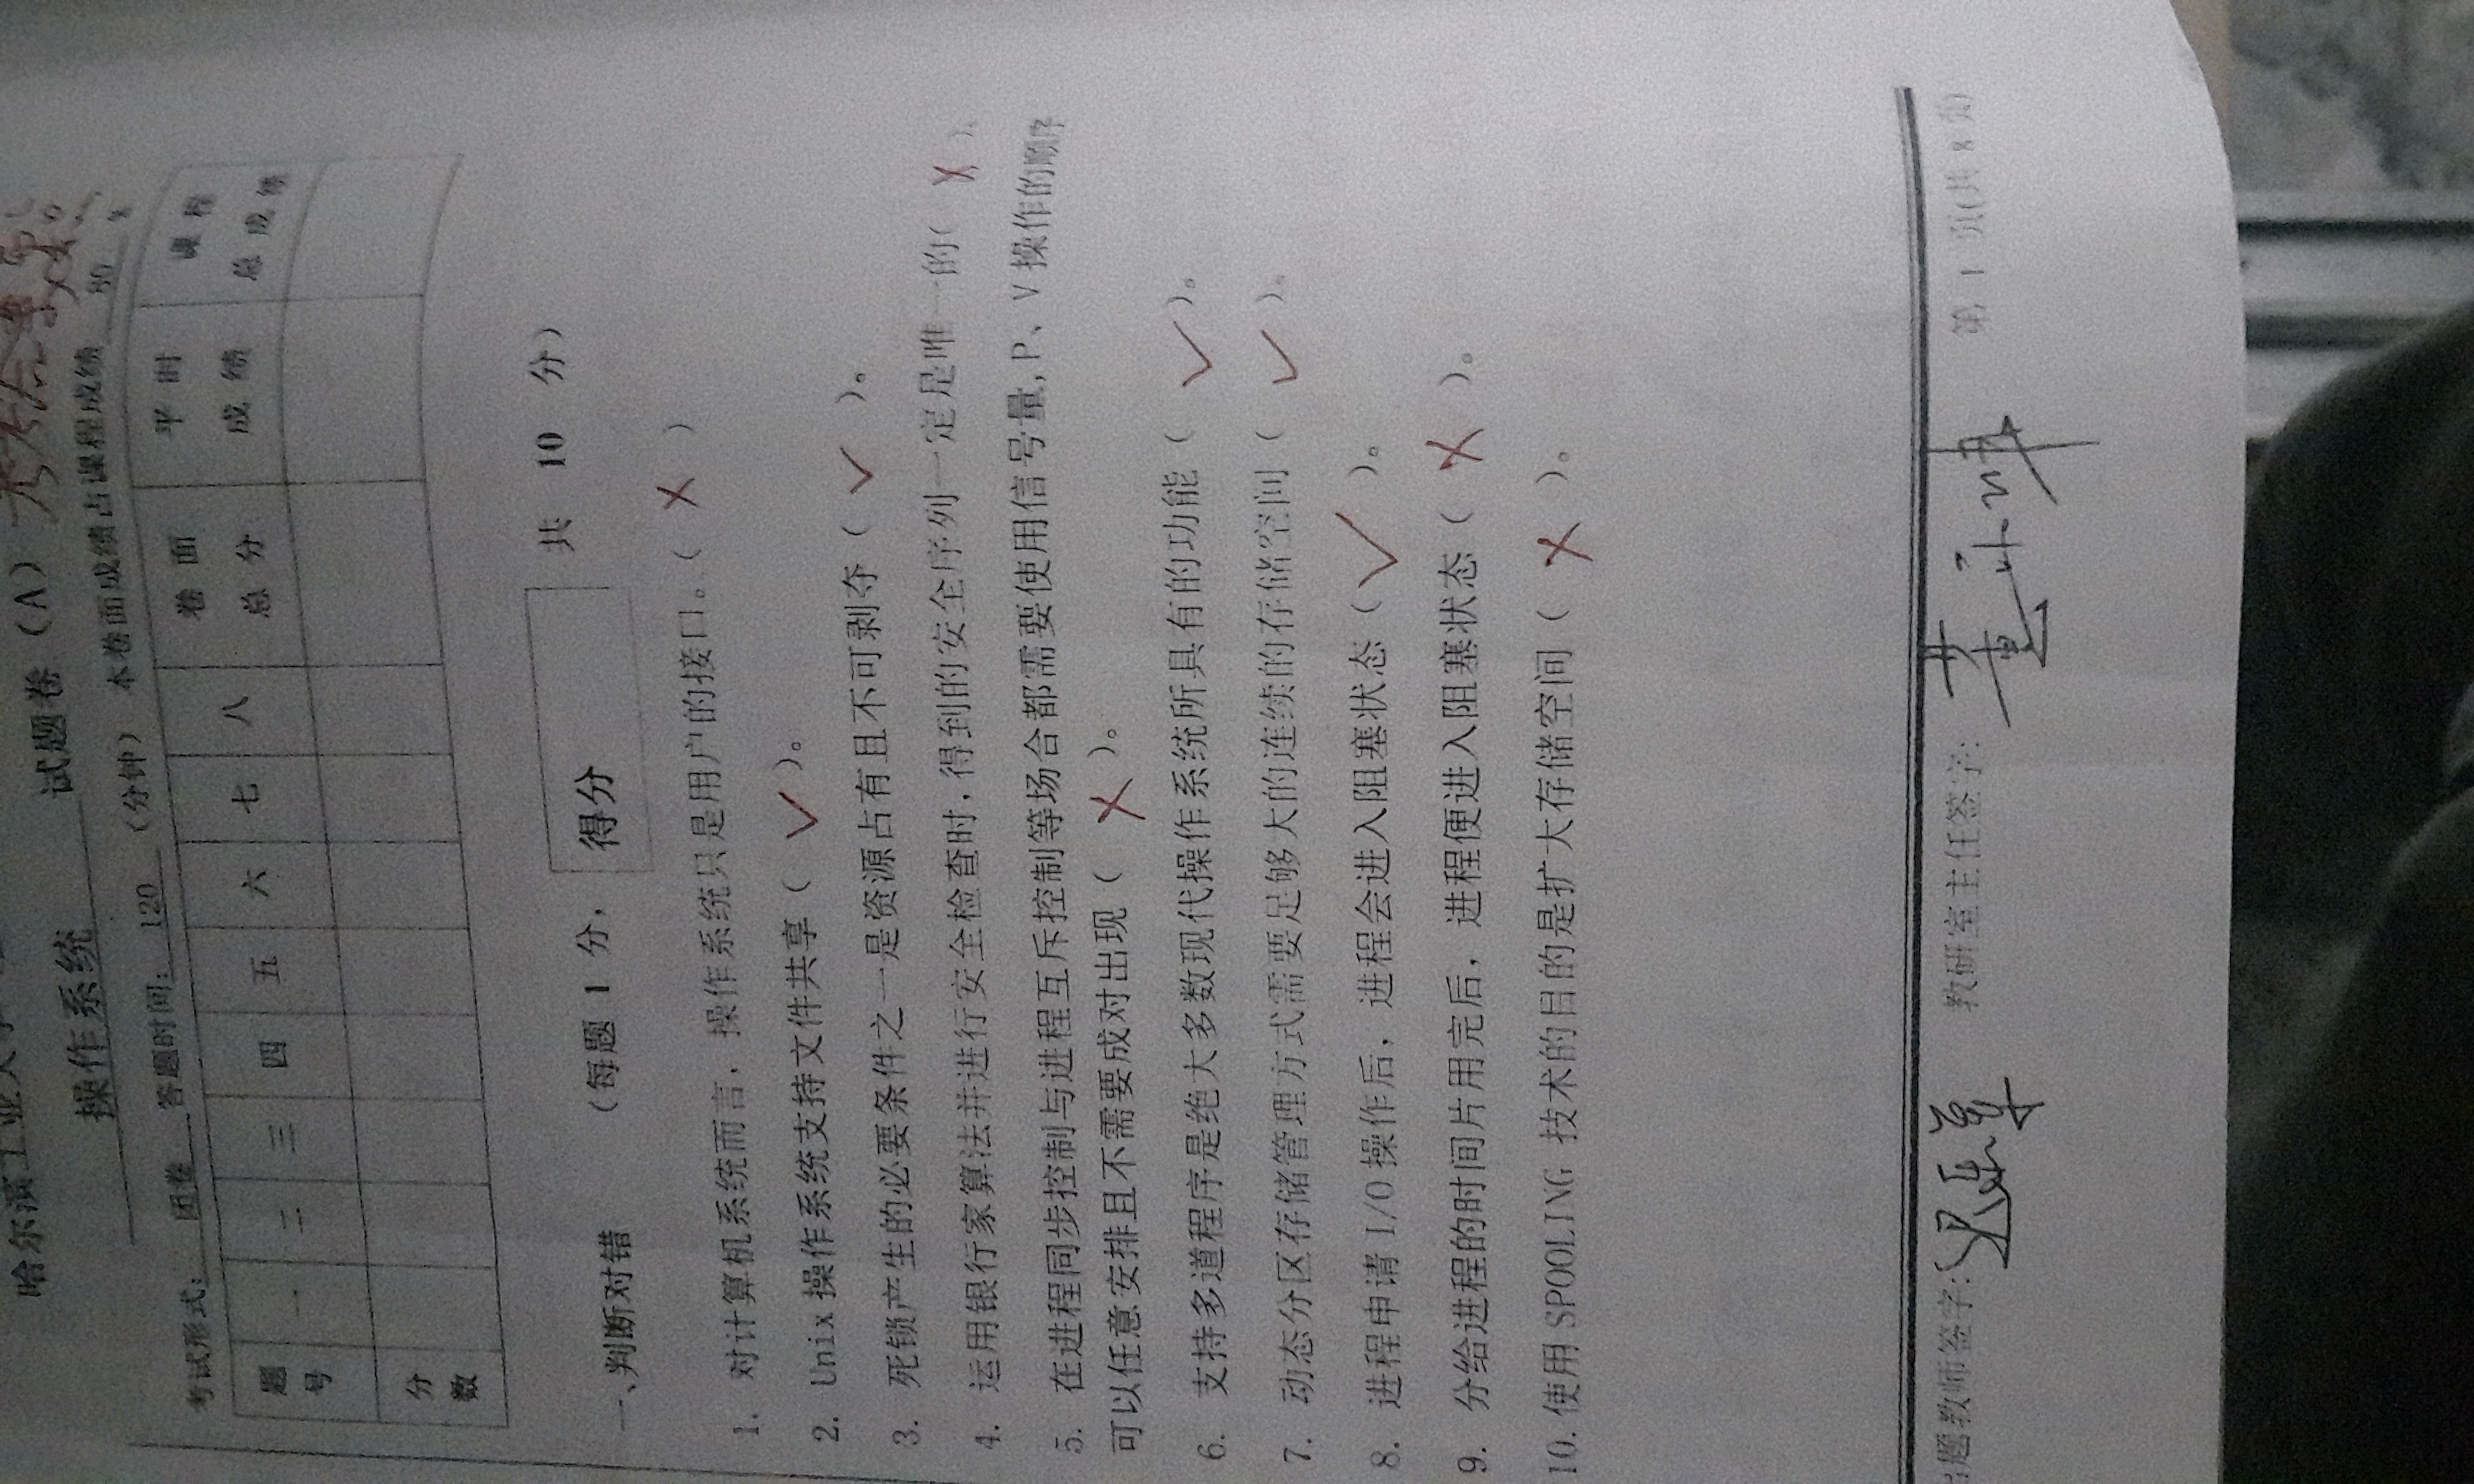 哈尔滨工业大学
操作系统 试题卷（A）
考试形式： 闭卷 答题时间： 120 （分钟） 本卷面成绩占课程成绩 80 %
题号 一 二 三 四 五 六 七 八 卷面总分 平时成绩 课程总成绩
分数
一、判断对错 （每题 1 分， 得分 共 10 分）
1. 对计算机系统而言，操作系统只是用户的接口。（ × ）
2. Unix 操作系统支持文件共享（ ✓ ）。
3. 死锁产生的必要条件之一是资源占有且不可剥夺（ ✓ ）。
4. 运用银行家算法并进行安全检查时，得到的安全序列一定是唯一的（ × ）。
5. 在进程同步控制与进程互斥控制等场合都需要使用信号量，P、V 操作的顺序
可以任意安排且不需要成对出现（ × ）。
6. 支持多道程序是绝大多数现代操作系统所具有的功能（ ✓ ）。
7. 动态分区存储管理方式需要足够大的连续的存储空间（ ✓ ）。
8. 进程申请 I/O 操作后，进程会进入阻塞状态（ ✓ ）。
9. 分给进程的时间片用完后，进程便进入阻塞状态（ × ）。
10. 使用 SPOOLING 技术的目的是扩大存储空间（ × ）。
出题教师签字： 教研室主任签字： 第 1 页(共 8 页)